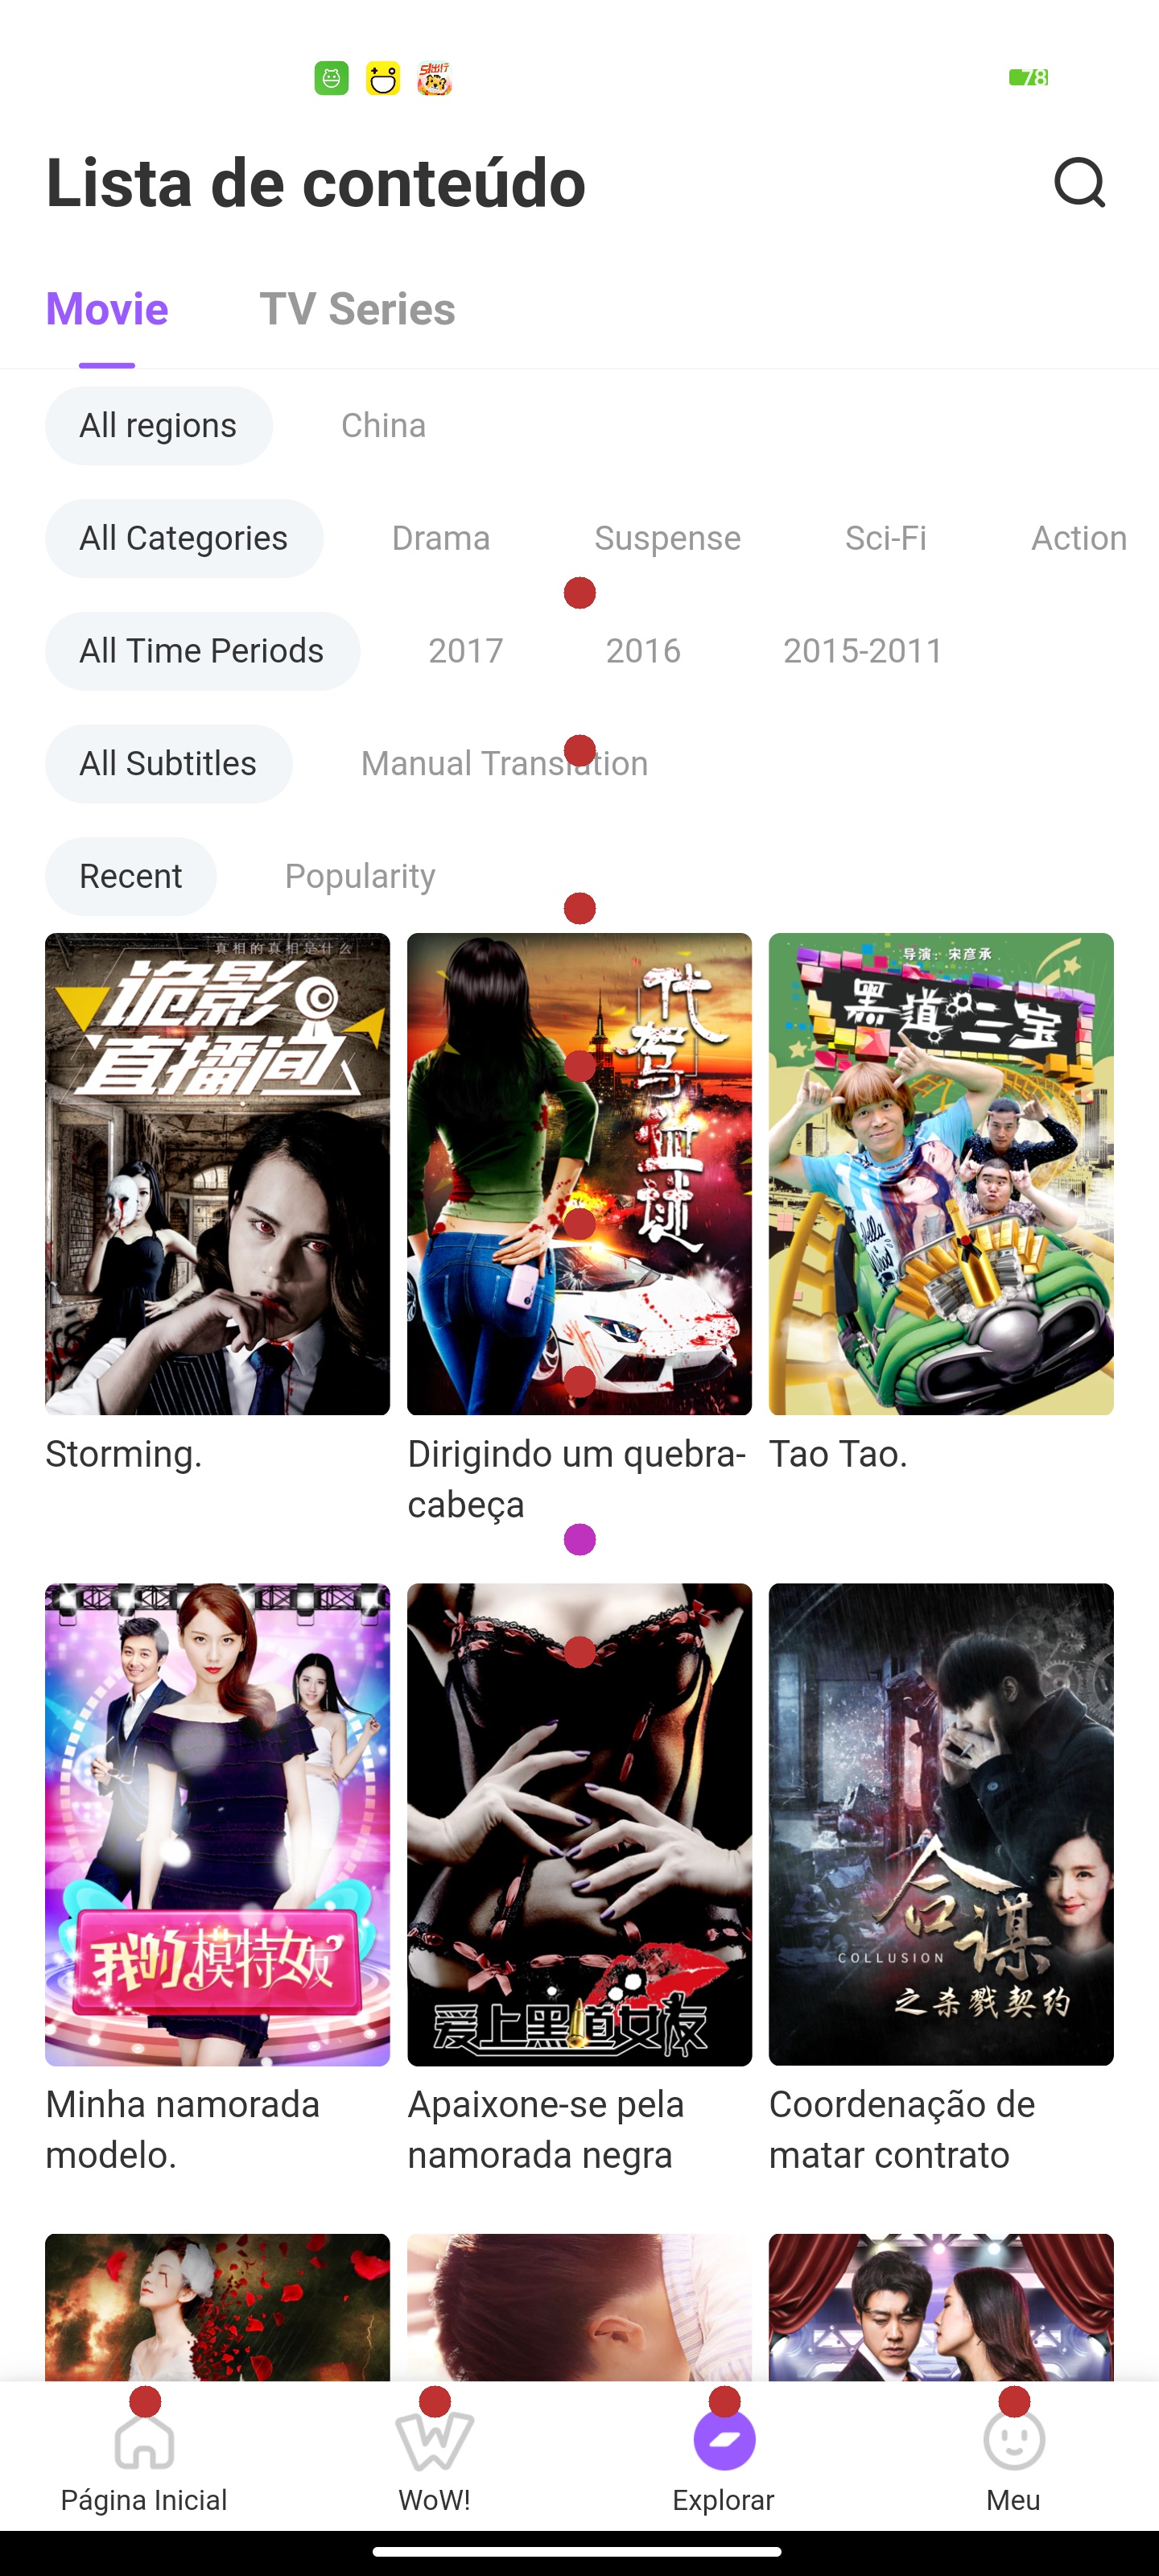 78
Lista de conteúdo
Movie TV Series
All regions China
All Categories Drama Suspense Sci-Fi Action
All Time Periods 2017 2016 2015-2011
All Subtitles Manual Translation
Recent Popularity
真相的真相是什么
诡影
直播间
代驾血谜
导演：宋彦承
黑道三宝
Storming.
Dirigindo um quebra-
cabeça
Tao Tao.
我的模特女友
爱上黑道女友
合谋
COLLUSION
之杀戮契约
Minha namorada
modelo.
Apaixone-se pela
namorada negra
Coordenação de
matar contrato
Página Inicial WoW! Explorar Meu